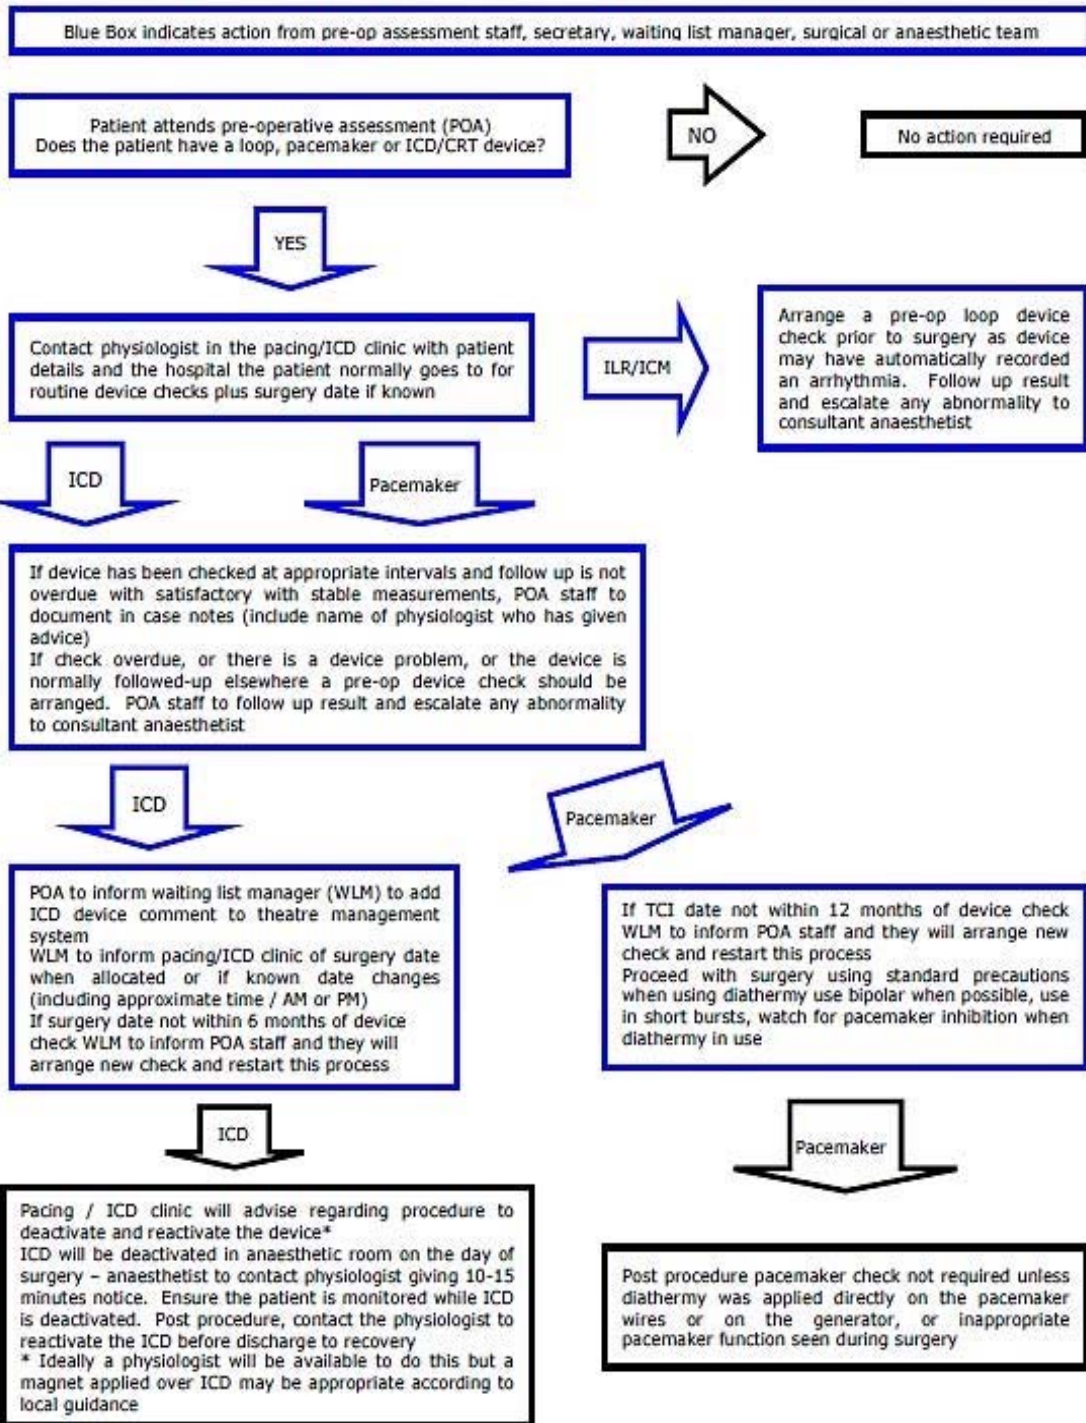 Blue Box indicates action from pre-op assessment staff, secretary, waiting list manager, surgical or anaesthetic team
Patient attends pre-operative assessment (POA)
Does the patient have a loop, pacemaker or ICD/CRT device?
NO
No action required
YES
Contact physiologist in the pacing/ICD clinic with patient
details and the hospital the patient normally goes to for
routine device checks plus surgery date if known
ILR/ICM
Arrange a pre-op loop device
check prior to surgery as device
may have automatically recorded
an arrhythmia. Follow up result
and escalate any abnormality to
consultant anaesthetist
ICD
Pacemaker
If device has been checked at appropriate intervals and follow up is not
overdue with satisfactory with stable measurements, POA staff to
document in case notes (include name of physiologist who has given
advice)
If check overdue, or there is a device problem, or the device is
normally followed-up elsewhere a pre-op device check should be
arranged. POA staff to follow up result and escalate any abnormality
to consultant anaesthetist
ICD
Pacemaker
POA to inform waiting list manager (WLM) to add
ICD device comment to theatre management
system
WLM to inform pacing/ICD clinic of surgery date
when allocated or if known date changes
(including approximate time / AM or PM)
If surgery date not within 6 months of device
check WLM to inform POA staff and they will
arrange new check and restart this process
If TCI date not within 12 months of device check
WLM to inform POA staff and they will arrange new
check and restart this process
Proceed with surgery using standard precautions
when using diathermy use bipolar when possible, use
in short bursts, watch for pacemaker inhibition when
diathermy in use
ICD
Pacemaker
Pacing / ICD clinic will advise regarding procedure to
deactivate and reactivate the device*
ICD will be deactivated in anaesthetic room on the day of
surgery – anaesthetist to contact physiologist giving 10-15
minutes notice. Ensure the patient is monitored while ICD
is deactivated. Post procedure, contact the physiologist to
reactivate the ICD before discharge to recovery
* Ideally a physiologist will be available to do this but a
magnet applied over ICD may be appropriate according to
local guidance
Post procedure pacemaker check not required unless
diathermy was applied directly on the pacemaker
wires or on the generator, or inappropriate
pacemaker function seen during surgery